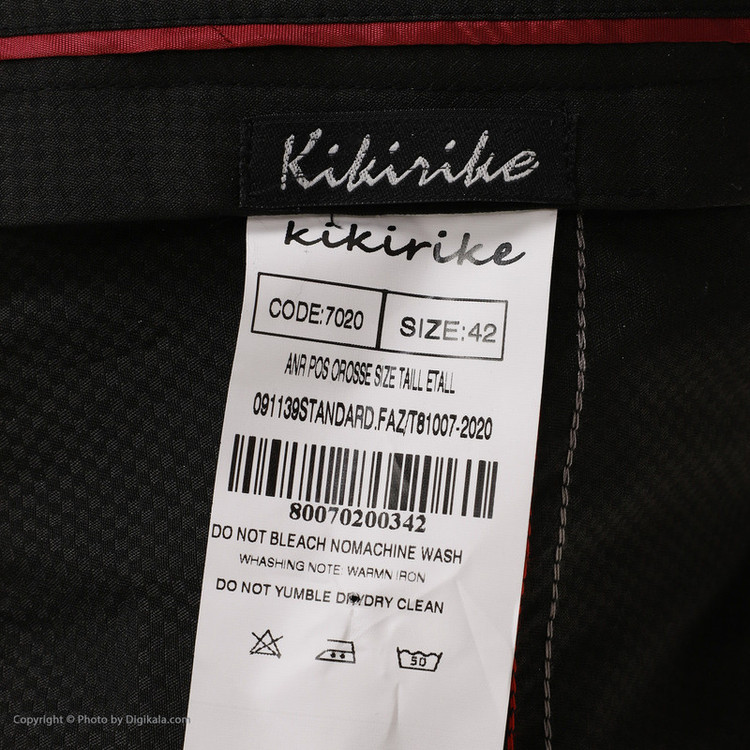 Kikirike
kikirike
CODE:7020 SIZE:42
ANR POS OROSSE SIZE TAILL ETALL
091139STANDARD.FAZ/T81007-2020
80070200342
DO NOT BLEACH NOMACHINE WASH
WHASHING NOTE: WARMN IRON
DO NOT YUMBLE DRYDRY CLEAN
50
Copyright © Photo by Digikala.com